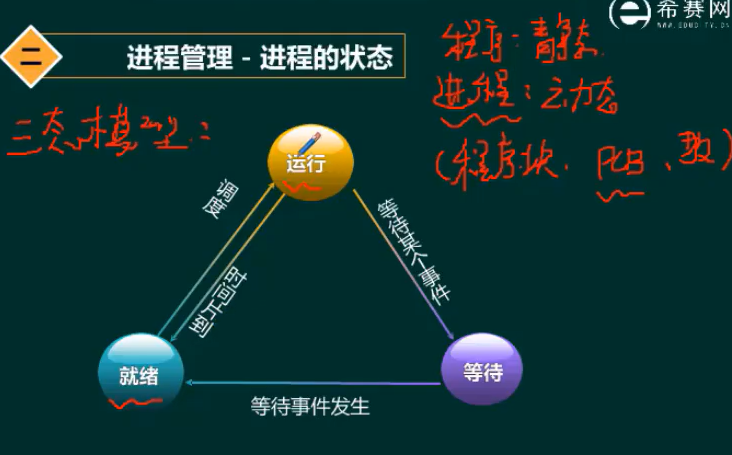 希赛网
WWW.EDUCITY.CN
二
进程管理 - 进程的状态
程序:静态
进程:动态
(程序块、PCB、数)
三态模型:
运行
调度
时间片到
等待某个事件
就绪
等待
等待事件发生